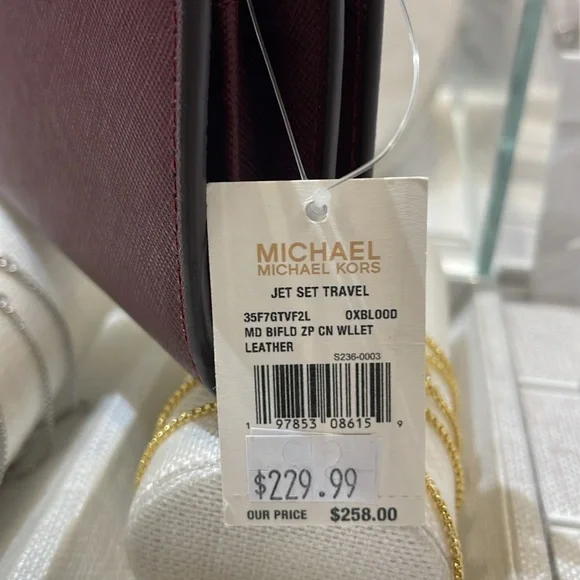 MICHAEL
MICHAEL KORS
JET SET TRAVEL
35F7GTVF2L OXBLOOD
MD BIFLD ZP CN WLLET
LEATHER
S236-0003
1 97853 08615 9
$229.99
OUR PRICE $258.00